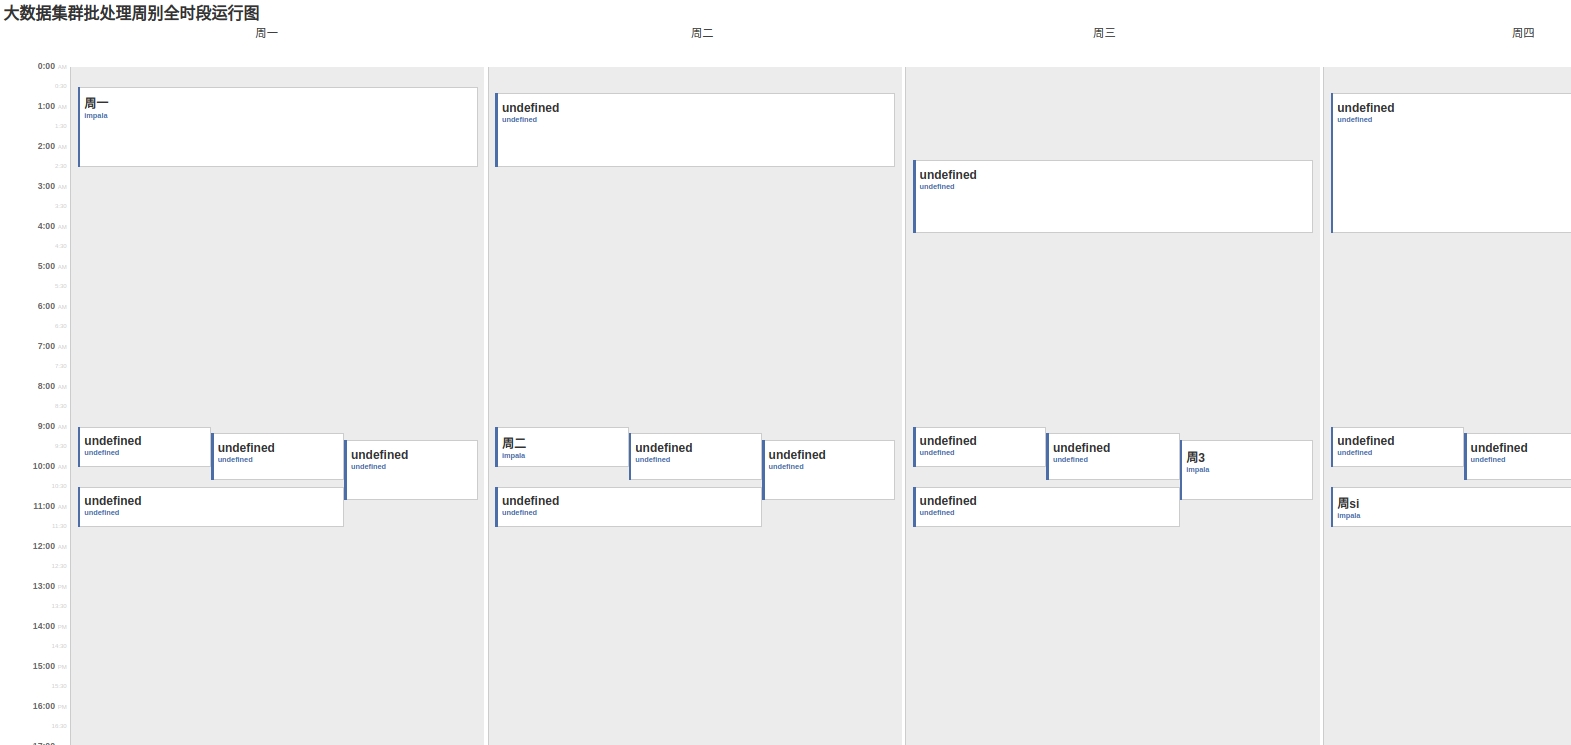 大数据集群批处理周别全时段运行图
周一 周二 周三 周四
0:00 AM
0:30
1:00 AM
1:30
2:00 AM
2:30
3:00 AM
3:30
4:00 AM
4:30
5:00 AM
5:30
6:00 AM
6:30
7:00 AM
7:30
8:00 AM
8:30
9:00 AM
9:30
10:00 AM
10:30
11:00 AM
11:30
12:00 AM
12:30
13:00 PM
13:30
14:00 PM
14:30
15:00 PM
15:30
16:00 PM
16:30
17:00
周一
impala
undefined
undefined
undefined
undefined
undefined
undefined
undefined
undefined
undefined
undefined
周二
impala
undefined
undefined
undefined
undefined
undefined
undefined
undefined
undefined
undefined
undefined
undefined
undefined
周3
impala
undefined
undefined
undefined
undefined
undefined
undefined
undefined
undefined
周si
impala